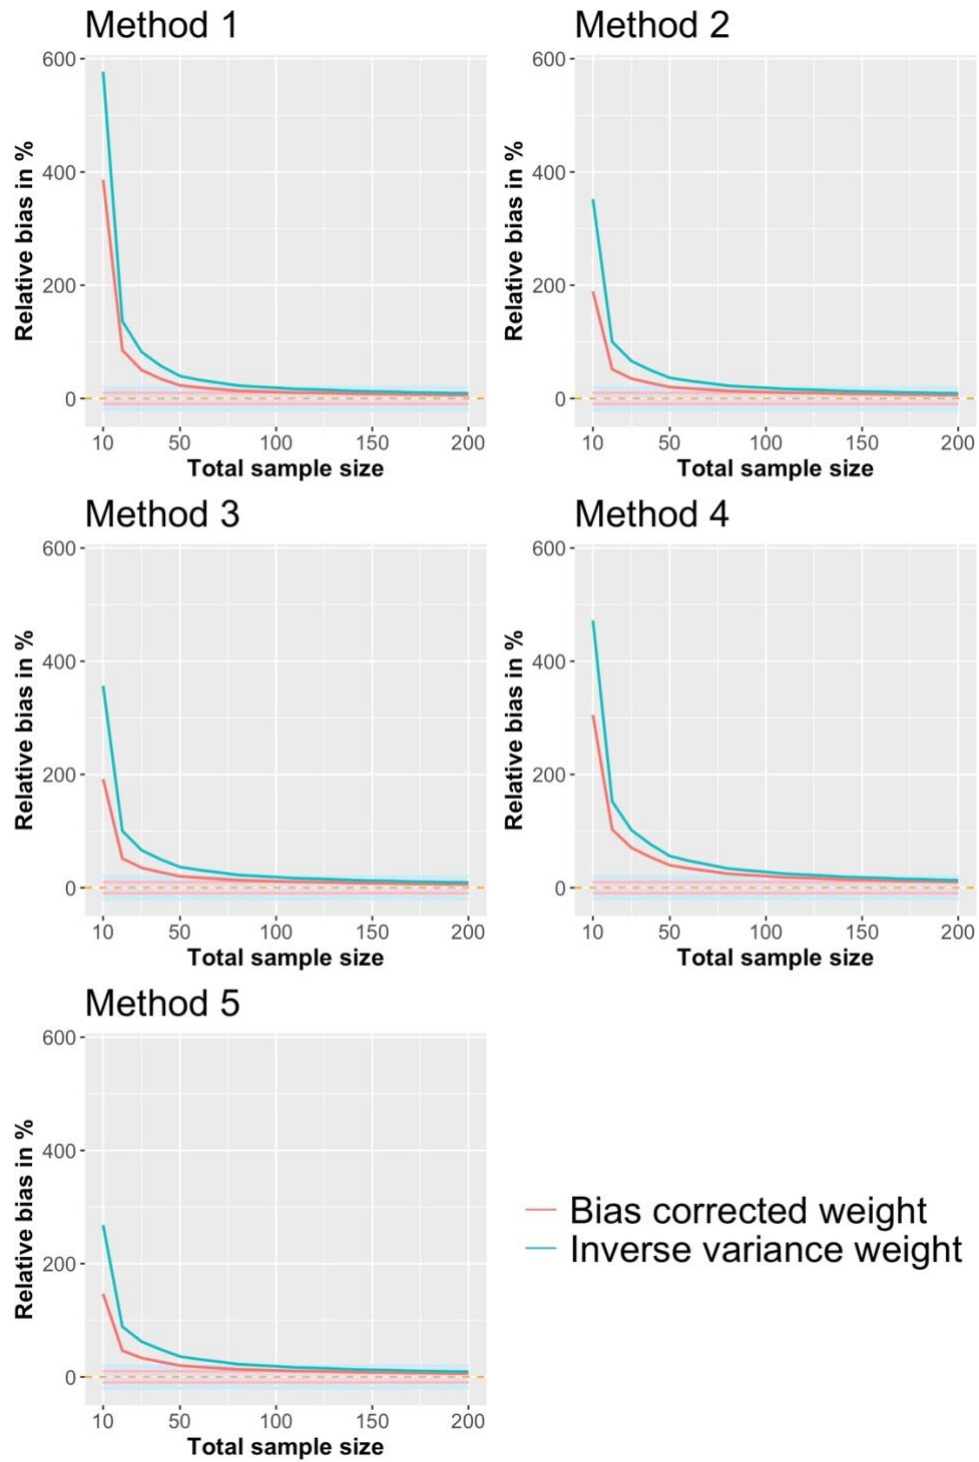 Method 1
600
400
200
0
Relative bias in %
10 50 100 150 200
Total sample size
Method 2
600
400
200
0
Relative bias in %
10 50 100 150 200
Total sample size
Method 3
600
400
200
0
Relative bias in %
10 50 100 150 200
Total sample size
Method 4
600
400
200
0
Relative bias in %
10 50 100 150 200
Total sample size
Method 5
600
400
200
0
Relative bias in %
10 50 100 150 200
Total sample size
Bias corrected weight
Inverse variance weight